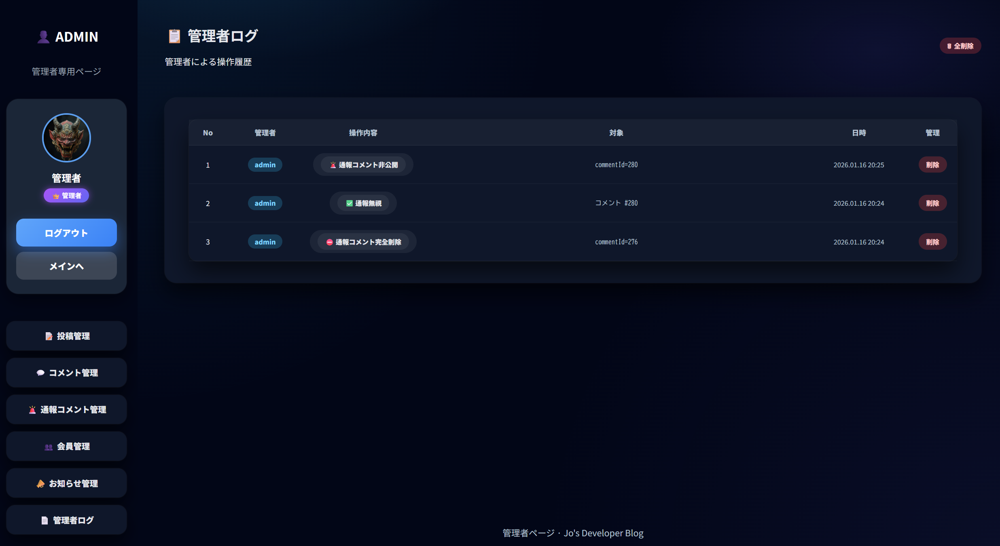 ADMIN
管理者専用ページ
管理者
管理者
ログアウト
メインへ
投稿管理
コメント管理
通報コメント管理
会員管理
お知らせ管理
管理者ログ
管理者ログ
管理者による操作履歴
全削除
No 管理者 操作内容 対象 日時 管理
1 admin 通報コメント非公開 commentId=280 2026.01.16 20:25 削除
2 admin 通報無視 コメント #280 2026.01.16 20:24 削除
3 admin 通報コメント完全削除 commentId=276 2026.01.16 20:24 削除
管理者ページ · Jo's Developer Blog